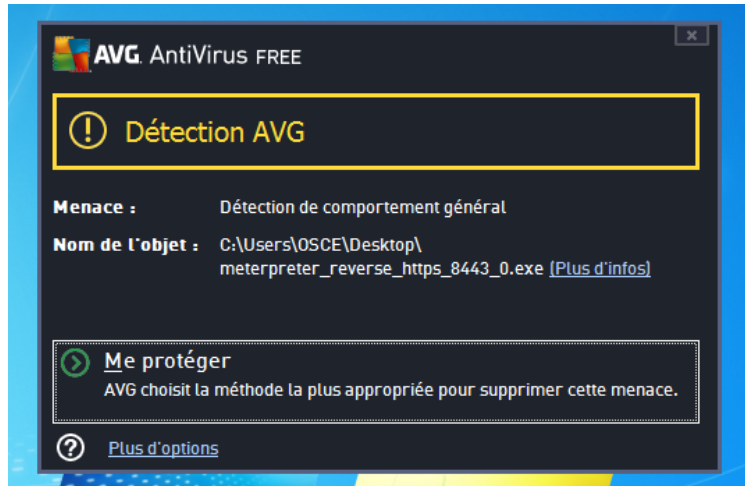 AVG. AntiVirus FREE
Détection AVG
Menace : Détection de comportement général
Nom de l'objet : C:\Users\OSCE\Desktop\
meterpreter_reverse_https_8443_0.exe (Plus d'infos)
Me protéger
AVG choisit la méthode la plus appropriée pour supprimer cette menace.
Plus d'options